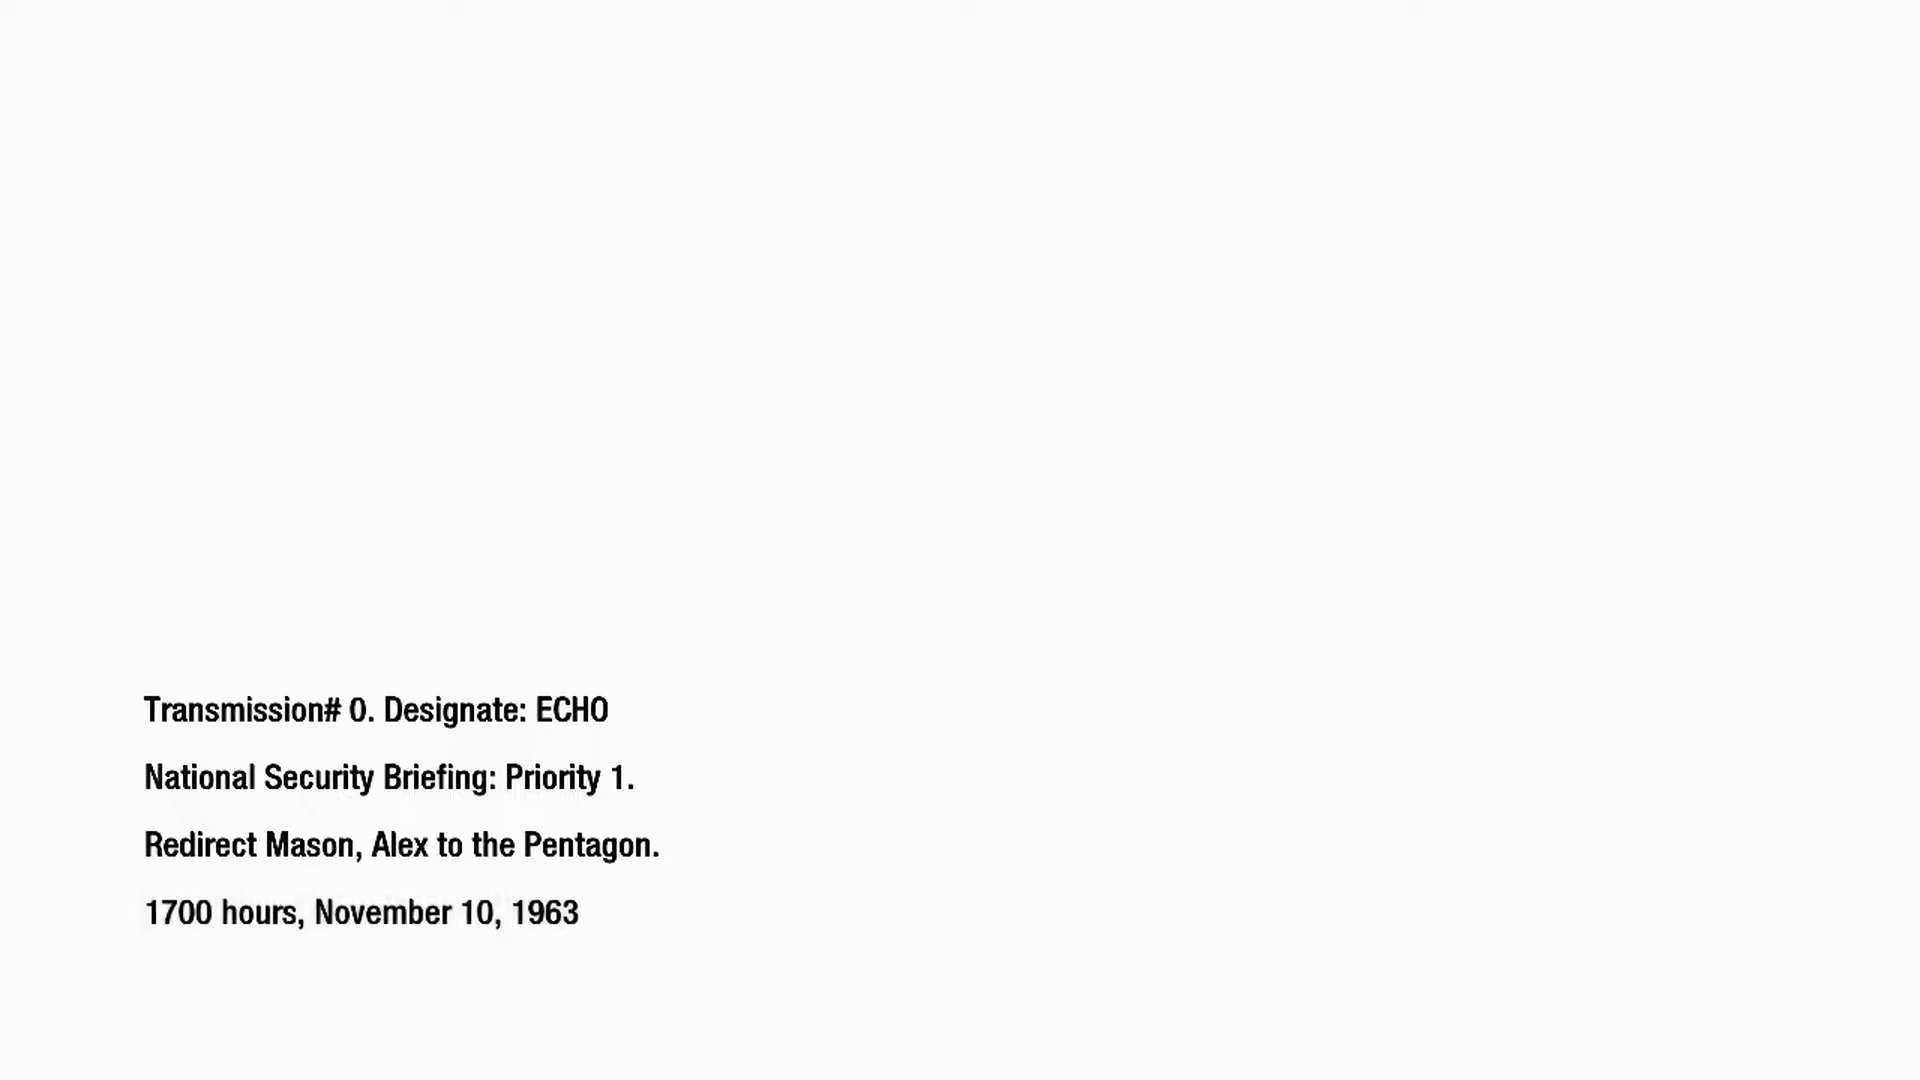 Transmission# 0. Designate: ECHO
National Security Briefing: Priority 1.
Redirect Mason, Alex to the Pentagon.
1700 hours, November 10, 1963